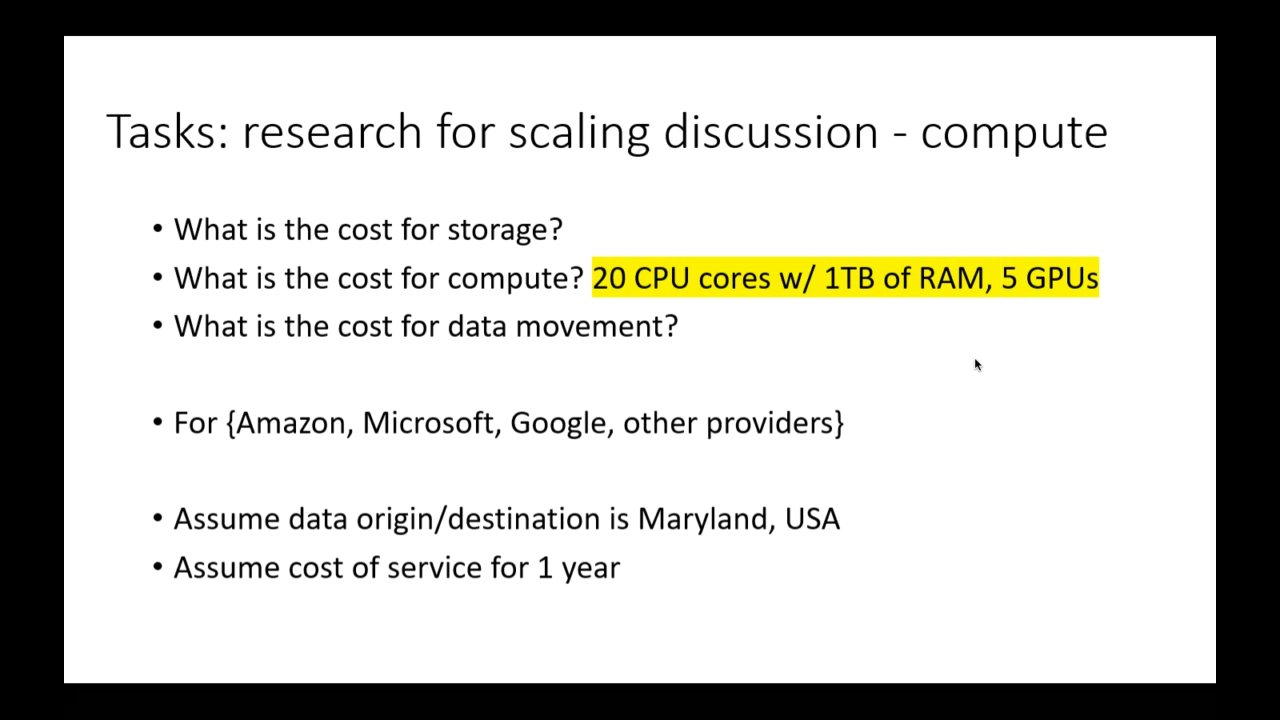 Tasks: research for scaling discussion - compute
• What is the cost for storage?
• What is the cost for compute? 20 CPU cores w/ 1TB of RAM, 5 GPUs
• What is the cost for data movement?
• For {Amazon, Microsoft, Google, other providers}
• Assume data origin/destination is Maryland, USA
• Assume cost of service for 1 year